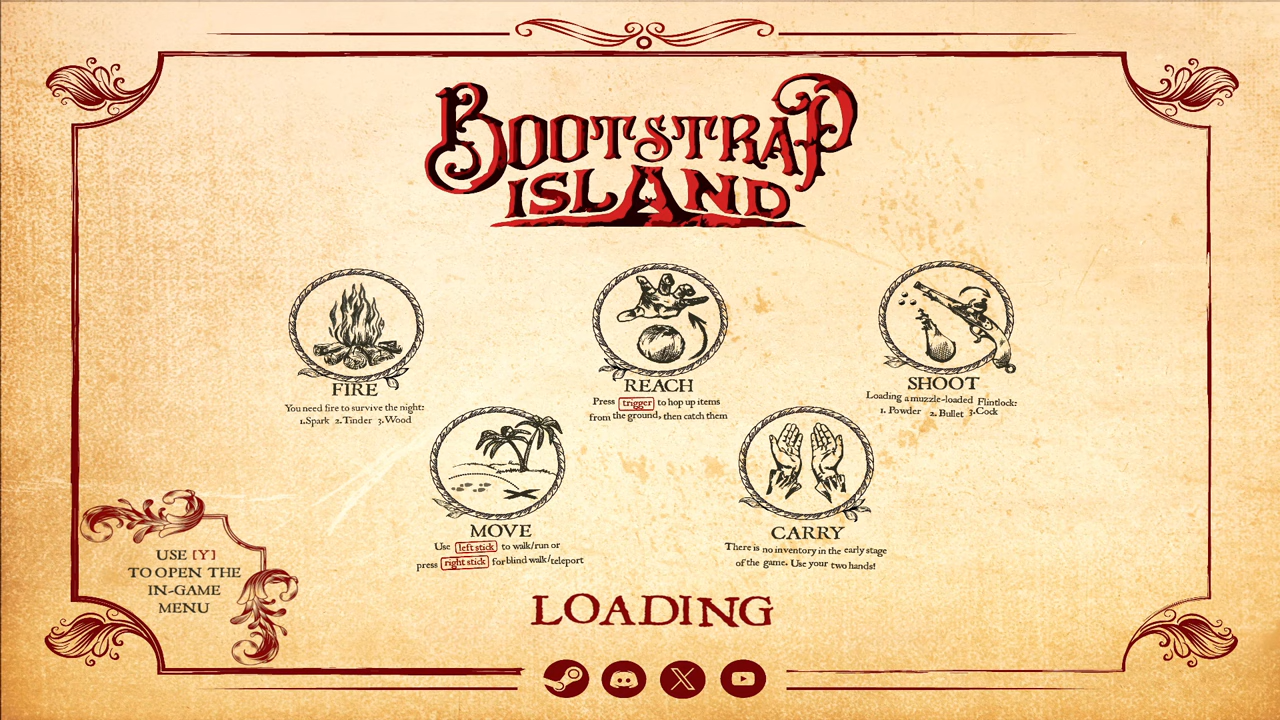 BOOTSTRAP
ISLAND
FIRE
You need fire to survive the night:
1.Spark 2.Tinder 3.Wood
REACH
Press trigger to hop up items
from the ground, then catch them
SHOOT
Loading a muzzle-loaded Flintlock:
1. Powder 2. Bullet 3.Cock
MOVE
Use left stick to walk/run or
press right stick for blind walk/teleport
CARRY
There is no inventory in the early stage
of the game. Use your two hands!
USE [Y]
TO OPEN THE
IN-GAME
MENU
LOADING